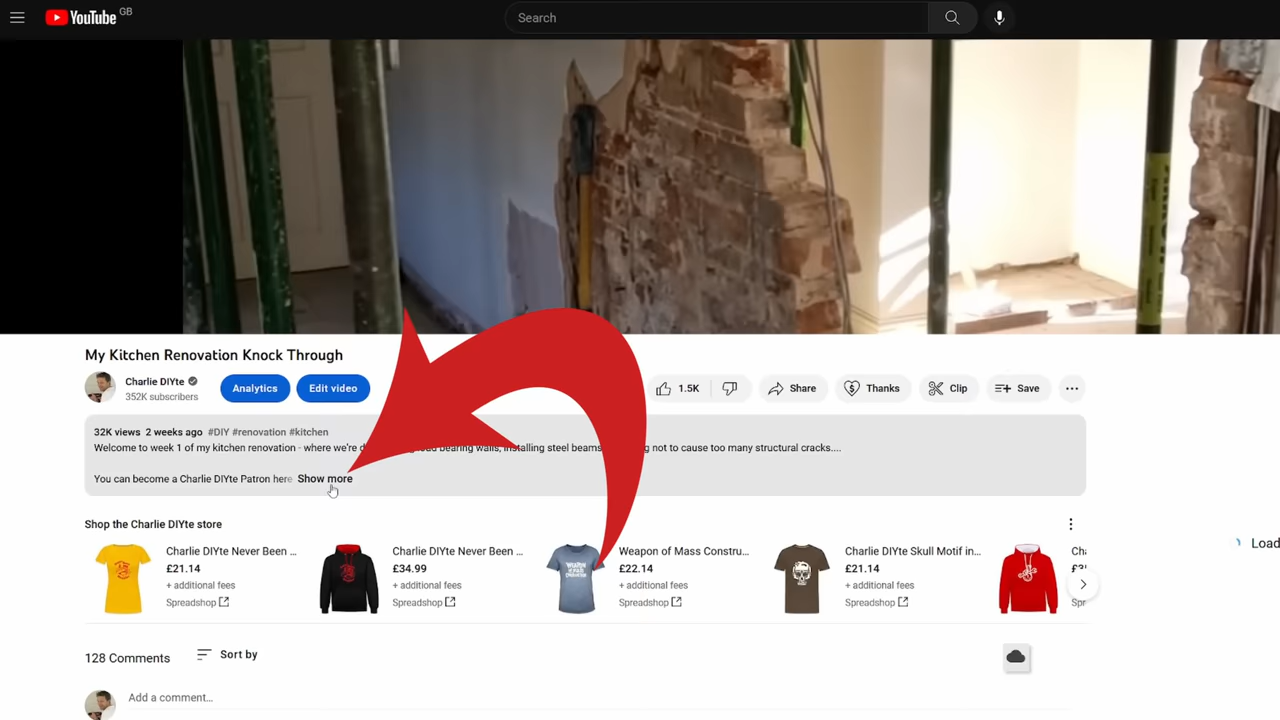 YouTube GB
Search
My Kitchen Renovation Knock Through
Charlie DIYte
352K subscribers
Analytics
Edit video
1.5K
Share
Thanks
Clip
Save
32K views 2 weeks ago #DIY #renovation #kitchen
Welcome to week 1 of my kitchen renovation - where we're d bearing walls, installing steel beams not to cause too many structural cracks....
You can become a Charlie DIYte Patron here Show more
Shop the Charlie DIYte store
Charlie DIYte Never Been ...
£21.14
+ additional fees
Spreadshop
Charlie DIYte Never Been ...
£34.99
+ additional fees
Spreadshop
Weapon of Mass Constru...
£22.14
+ additional fees
Spreadshop
Charlie DIYte Skull Motif in...
£21.14
+ additional fees
Spreadshop
Cha
£3
Spr
Load
128 Comments
Sort by
Add a comment...